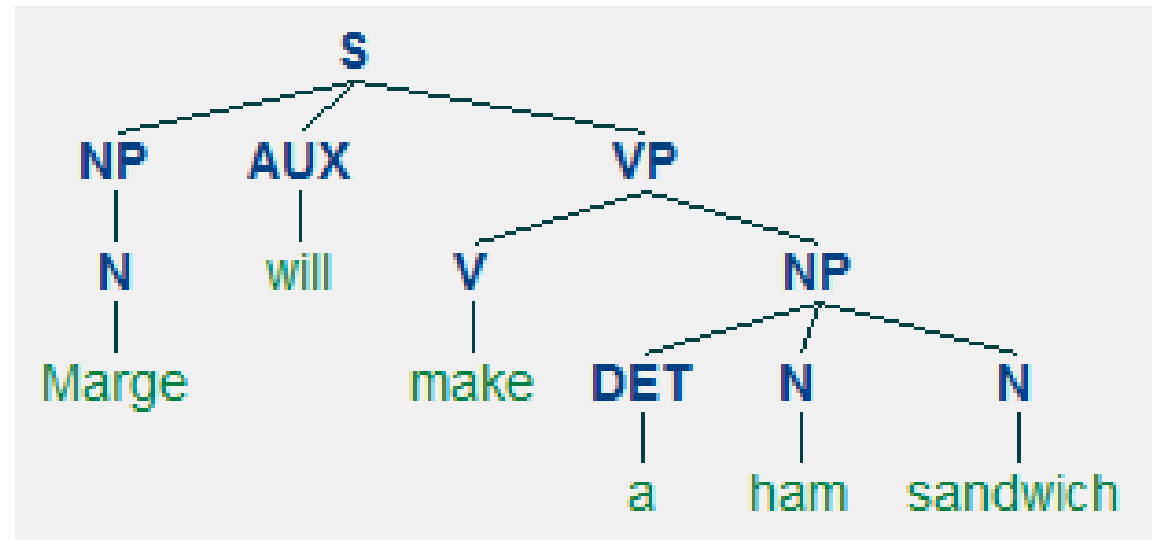 S
NP AUX VP
N will V NP
Marge make DET N N
a ham sandwich